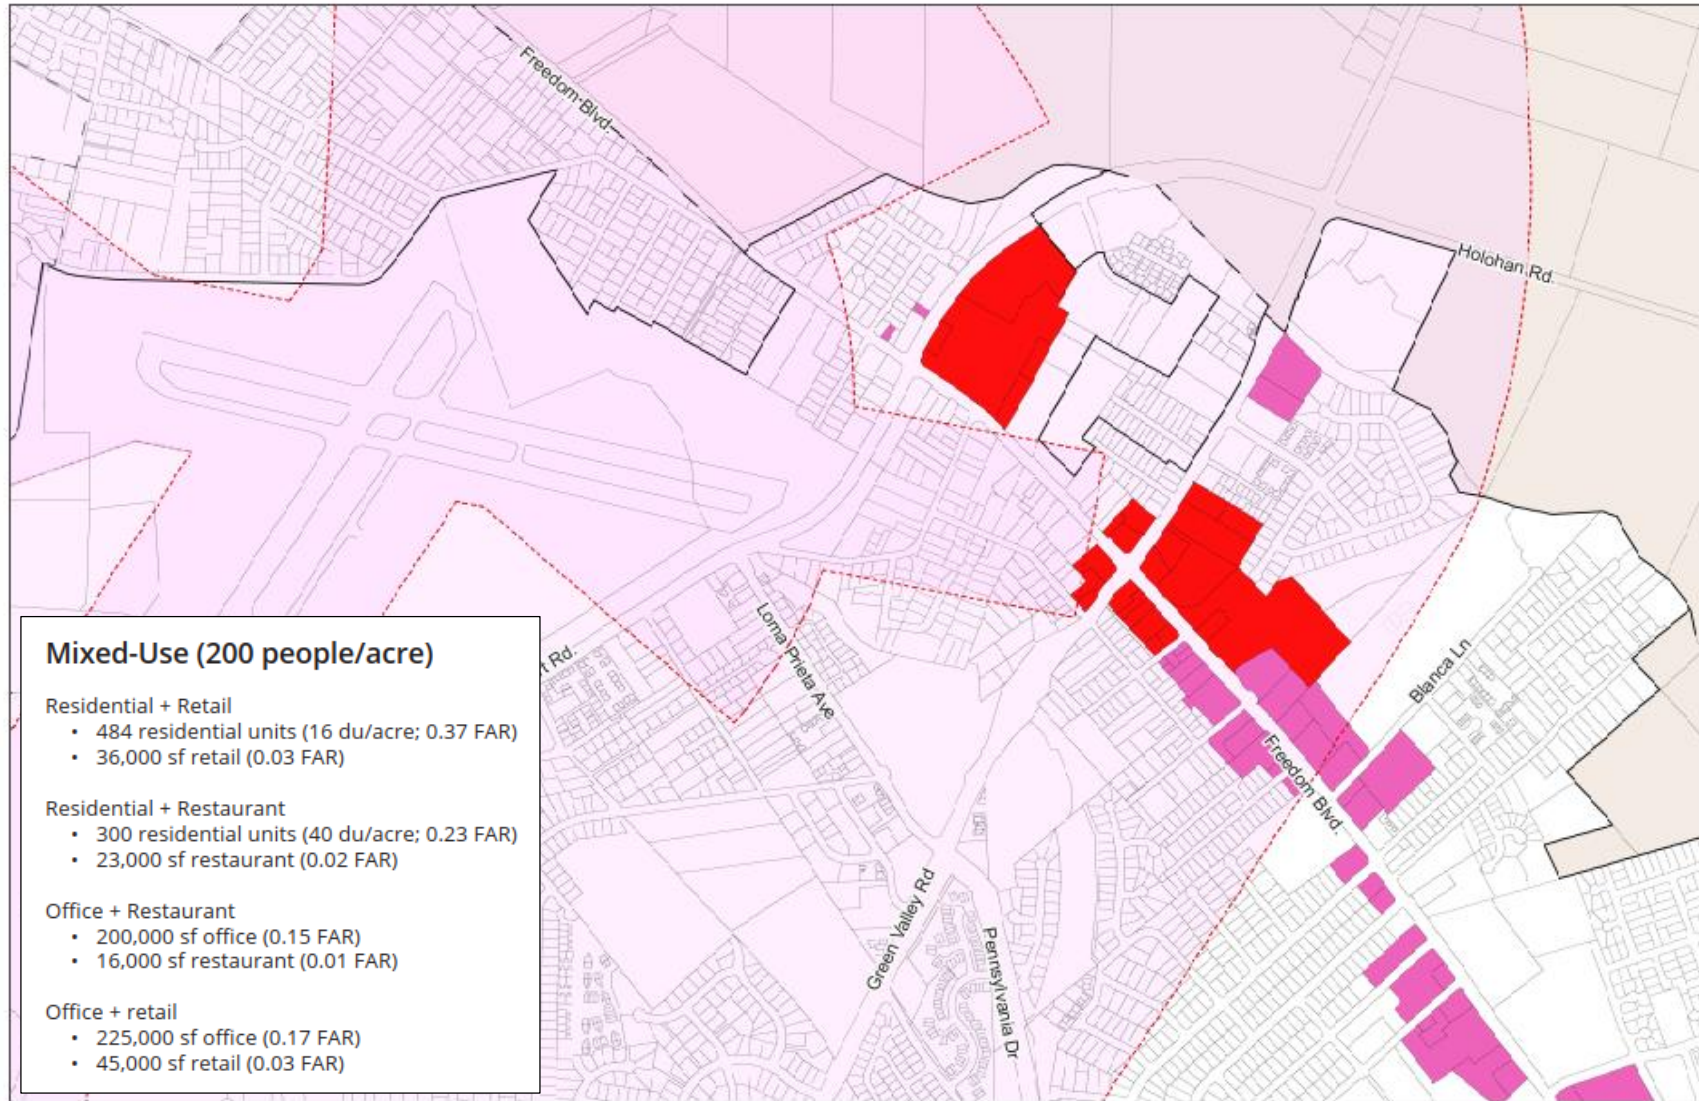 Freedom Blvd.
Holohan Rd.
Mixed-Use (200 people/acre)
Residential + Retail
• 484 residential units (16 du/acre; 0.37 FAR)
• 36,000 sf retail (0.03 FAR)
Residential + Restaurant
• 300 residential units (40 du/acre; 0.23 FAR)
• 23,000 sf restaurant (0.02 FAR)
Office + Restaurant
• 200,000 sf office (0.15 FAR)
• 16,000 sf restaurant (0.01 FAR)
Office + retail
• 225,000 sf office (0.17 FAR)
• 45,000 sf retail (0.03 FAR)
t Rd.
Loma Prieta Ave
Blanca Ln
Freedom Blvd.
Green Valley Rd
Pennsylvania Dr